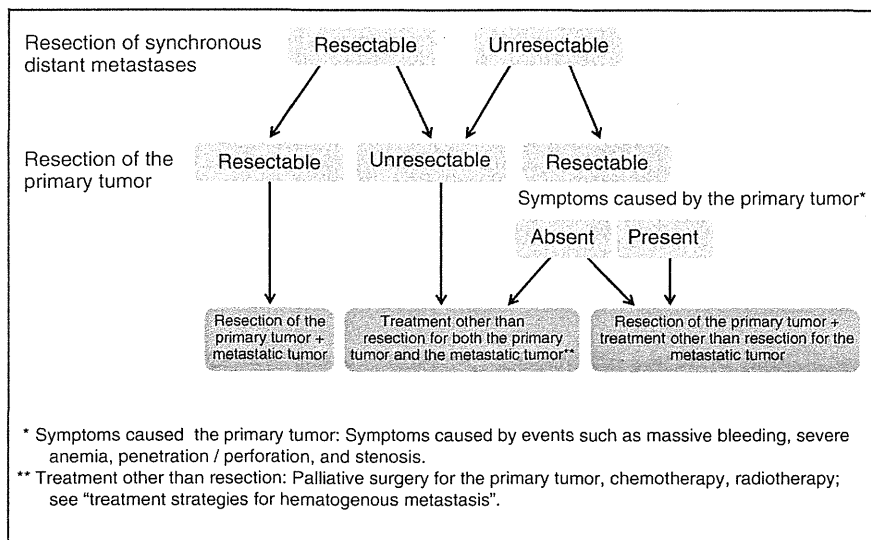 Resection of synchronous
distant metastases
Resectable
Unresectable
Resection of the
primary tumor
Resectable
Unresectable
Resectable
Symptoms caused by the primary tumor*
Absent
Present
Resection of the
primary tumor +
metastatic tumor
Treatment other than
resection for both the primary
tumor and the metastatic tumor**
Resection of the primary tumor +
treatment other than resection for the
metastatic tumor
* Symptoms caused the primary tumor: Symptoms caused by events such as massive bleeding, severe
anemia, penetration / perforation, and stenosis.
** Treatment other than resection: Palliative surgery for the primary tumor, chemotherapy, radiotherapy;
see “treatment strategies for hematogenous metastasis”.